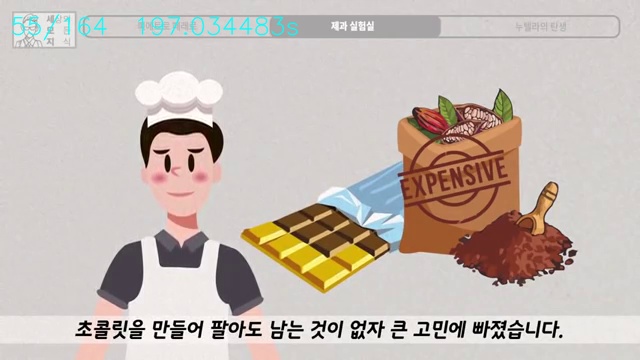 55/164 197.034483s
제과 실험실
누텔라의 탄생
EXPENSIVE
초콜릿을 만들어 팔아도 남는 것이 없자 큰 고민에 빠졌습니다.